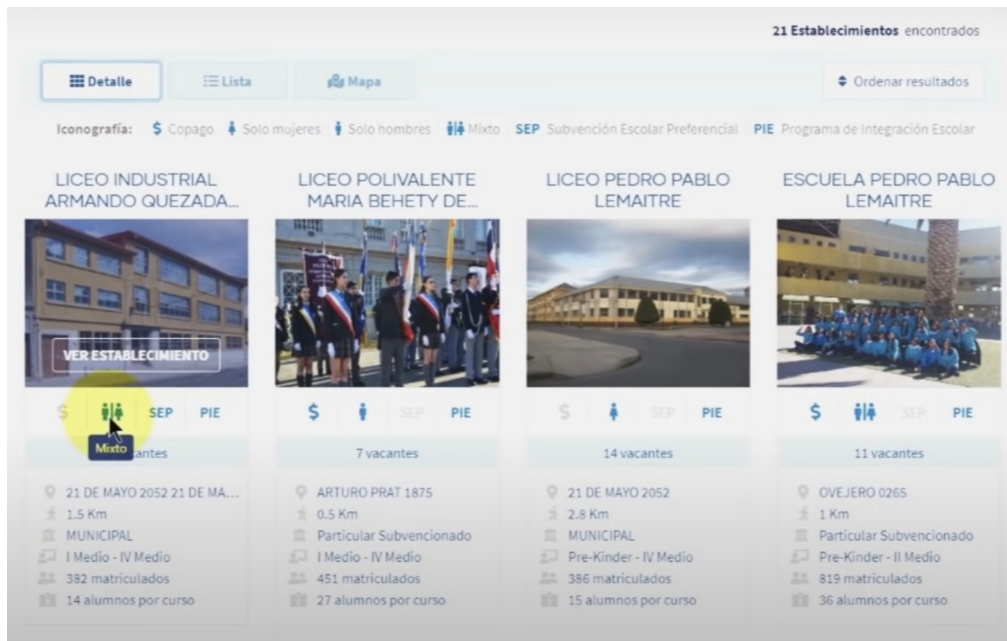 21 Establecimientos encontrados
Detalle
Lista
Mapa
Ordenar resultados
Iconografía: $ Copago Solo mujeres Solo hombres Mixto SEP Subvención Escolar Preferencial PIE Programa de Integración Escolar
LICEO INDUSTRIAL
ARMANDO QUEZADA...
VER ESTABLECIMIENTO
$ SEP PIE
Mixto
antes
21 DE MAYO 2052 21 DE MA...
1.5 Km
MUNICIPAL
I Medio - IV Medio
382 matriculados
14 alumnos por curso
LICEO POLIVALENTE
MARIA BEHETY DE...
$ SEP PIE
7 vacantes
ARTURO PRAT 1875
0.5 Km
Particular Subvencionado
I Medio - IV Medio
451 matriculados
27 alumnos por curso
LICEO PEDRO PABLO
LEMAITRE
$ SEP PIE
14 vacantes
21 DE MAYO 2052
2.8 Km
MUNICIPAL
Pre-Kinder - IV Medio
386 matriculados
15 alumnos por curso
ESCUELA PEDRO PABLO
LEMAITRE
$ SEP PIE
11 vacantes
OVEJERO 0265
1 Km
Particular Subvencionado
Pre-Kinder - II Medio
819 matriculados
36 alumnos por curso